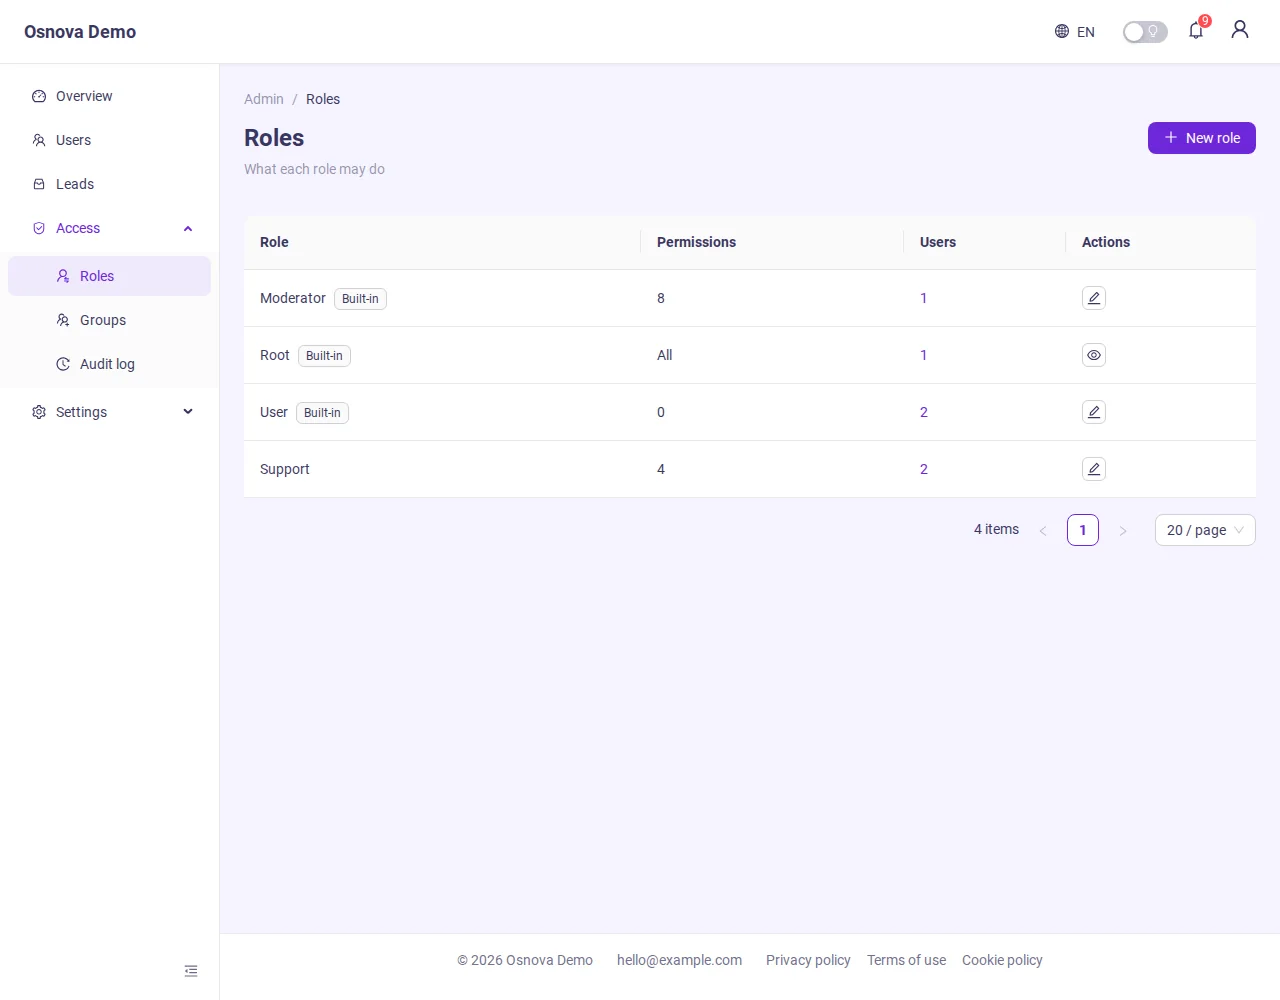 Osnova Demo
EN
9
Overview
Users
Leads
Access
Roles
Groups
Audit log
Settings
Admin / Roles
Roles
New role
What each role may do
Role Permissions Users Actions
Moderator Built-in 8 1
Root Built-in All 1
User Built-in 0 2
Support 4 2
4 items 1 20 / page
© 2026 Osnova Demo hello@example.com Privacy policy Terms of use Cookie policy